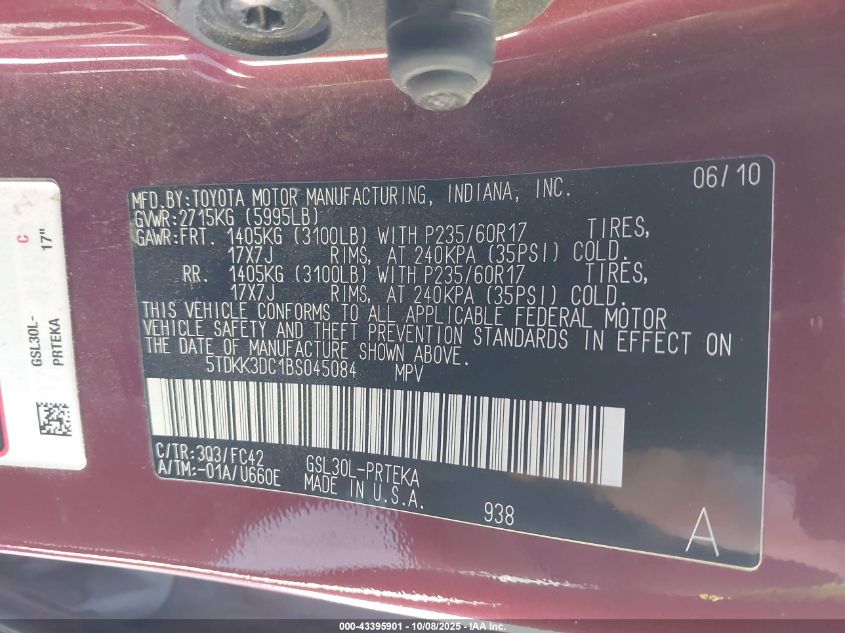 MFD.BY:TOYOTA MOTOR MANUFACTURING, INDIANA, INC. 06/10
GVWR:2715KG (5995LB)
GAWR:FRT. 1405KG (3100LB) WITH P235/60R17 TIRES,
17X7J RIMS, AT 240KPA (35PSI) COLD.
RR. 1405KG (3100LB) WITH P235/60R17 TIRES,
17X7J RIMS, AT 240KPA (35PSI) COLD.
THIS VEHICLE CONFORMS TO ALL APPLICABLE FEDERAL MOTOR
VEHICLE SAFETY AND THEFT PREVENTION STANDARDS IN EFFECT ON
THE DATE OF MANUFACTURE SHOWN ABOVE.
5TDKK3DC1BS045084 MPV
C/TR:3Q3/FC42 GSL30L-PRTEKA
A/TM:-01A/U660E MADE IN U.S.A.
938
A
C
17"
GSL30L-
PRTEKA
000-43395901 - 10/08/2025 - IAA Inc.